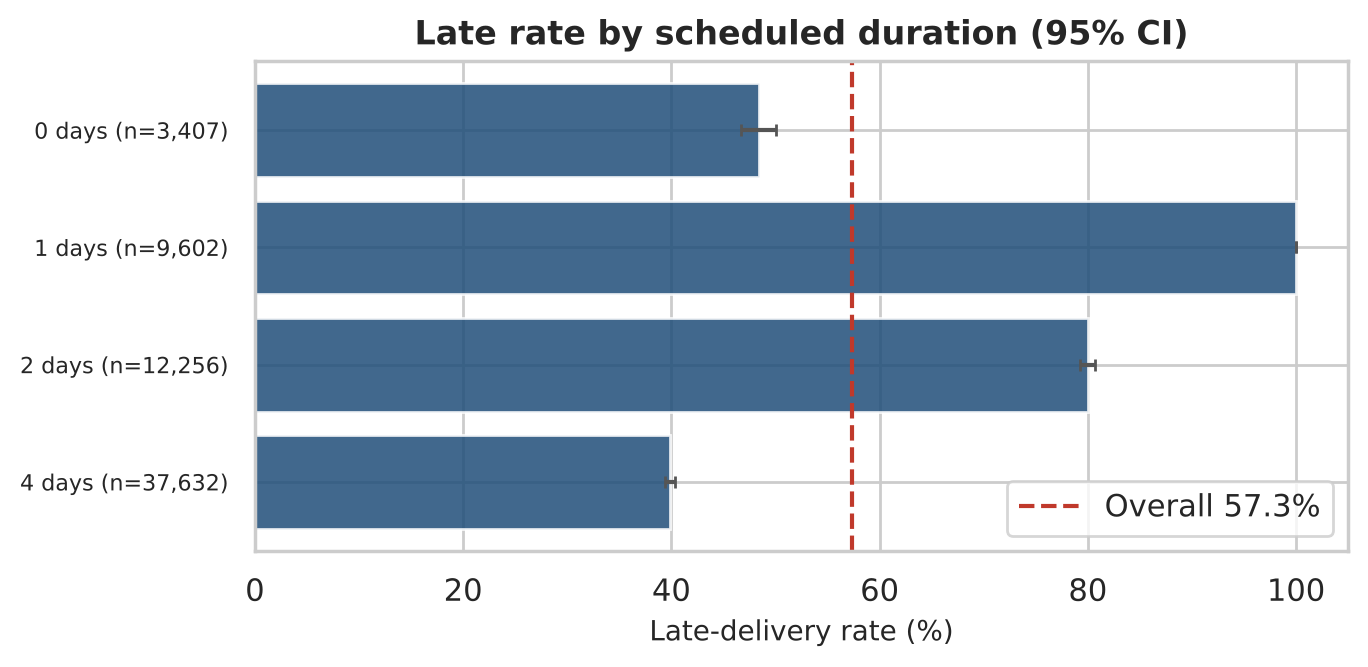 Late rate by scheduled duration (95% CI)
0 days (n=3,407)
1 days (n=9,602)
2 days (n=12,256)
4 days (n=37,632)
Overall 57.3%
0 20 40 60 80 100
Late-delivery rate (%)